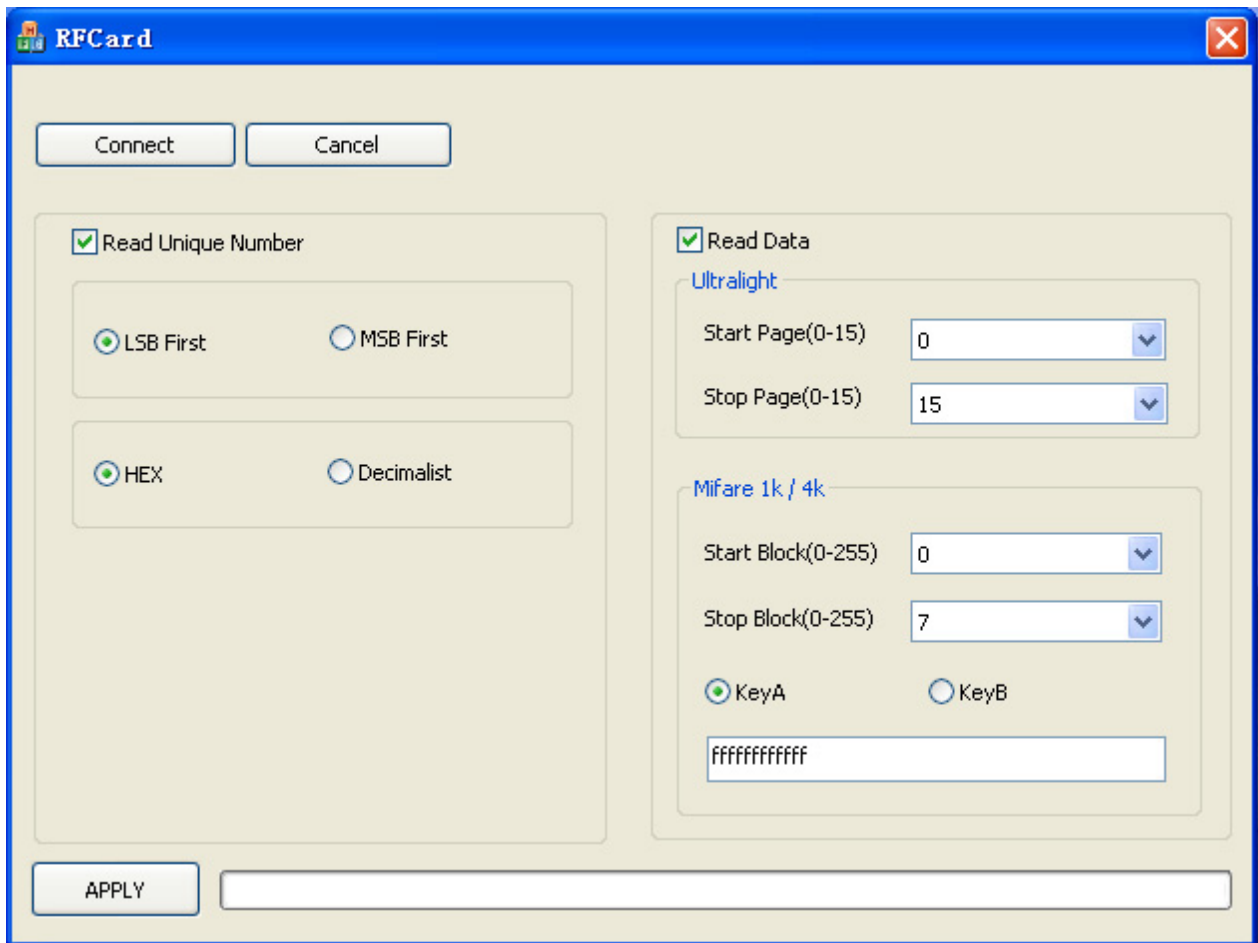 RFCard
Connect Cancel
Read Unique Number
LSB First MSB First
HEX Decimalist
Read Data
Ultralight
Start Page(0-15) 0
Stop Page(0-15) 15
Mifare 1k / 4k
Start Block(0-255) 0
Stop Block(0-255) 7
KeyA KeyB
ffffffffffff
APPLY